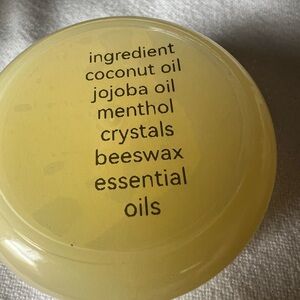 ingredient
coconut oil
jojoba oil
menthol
crystals
beeswax
essential
oils